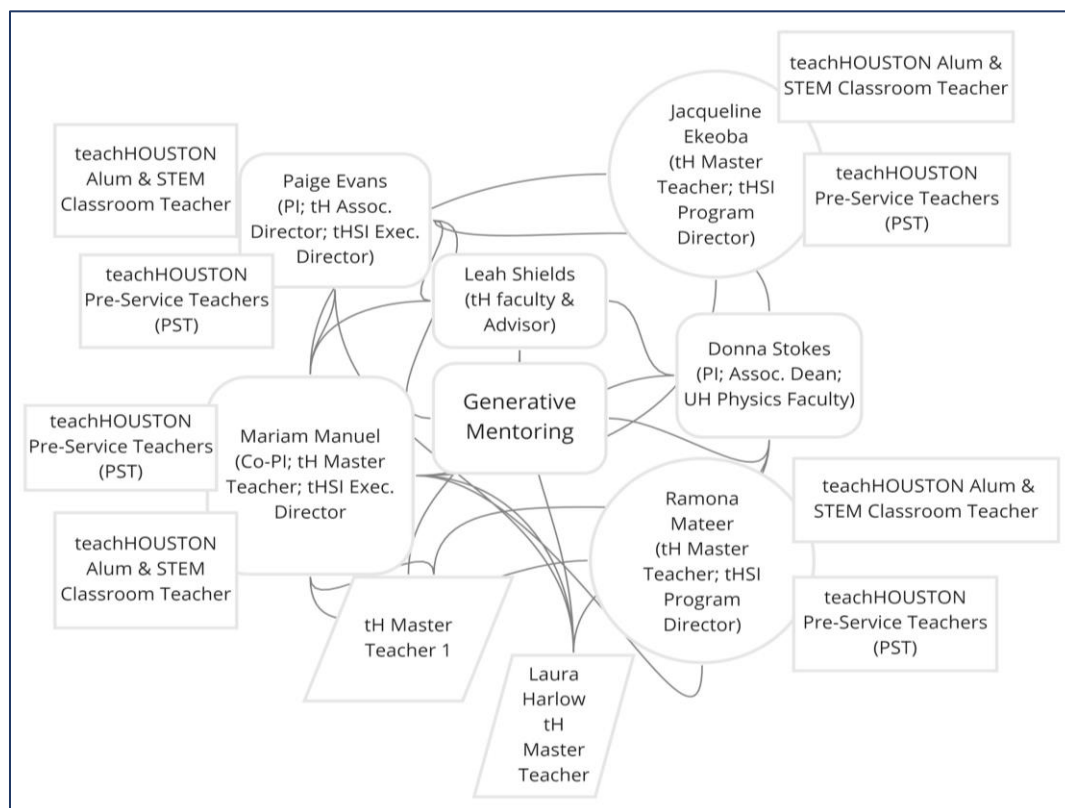 teachHOUSTON Alum &
STEM Classroom Teacher
Jacqueline
Ekeoba
(tH Master
Teacher; tHSI
Program
Director)
teachHOUSTON
Pre-Service Teachers
(PST)
teachHOUSTON
Alum & STEM
Classroom Teacher
Paige Evans
(PI; tH Assoc.
Director; tHSI Exec.
Director)
teachHOUSTON
Pre-Service Teachers
(PST)
Leah Shields
(tH faculty &
Advisor)
Donna Stokes
(PI; Assoc. Dean;
UH Physics Faculty)
Generative
Mentoring
teachHOUSTON
Pre-Service Teachers
(PST)
Mariam Manuel
(Co-PI; tH Master
Teacher; tHSI Exec.
Director
teachHOUSTON
Alum & STEM
Classroom Teacher
Ramona
Mateer
(tH Master
Teacher; tHSI
Program
Director)
teachHOUSTON Alum &
STEM Classroom Teacher
teachHOUSTON
Pre-Service Teachers
(PST)
tH Master
Teacher 1
Laura
Harlow
tH
Master
Teacher